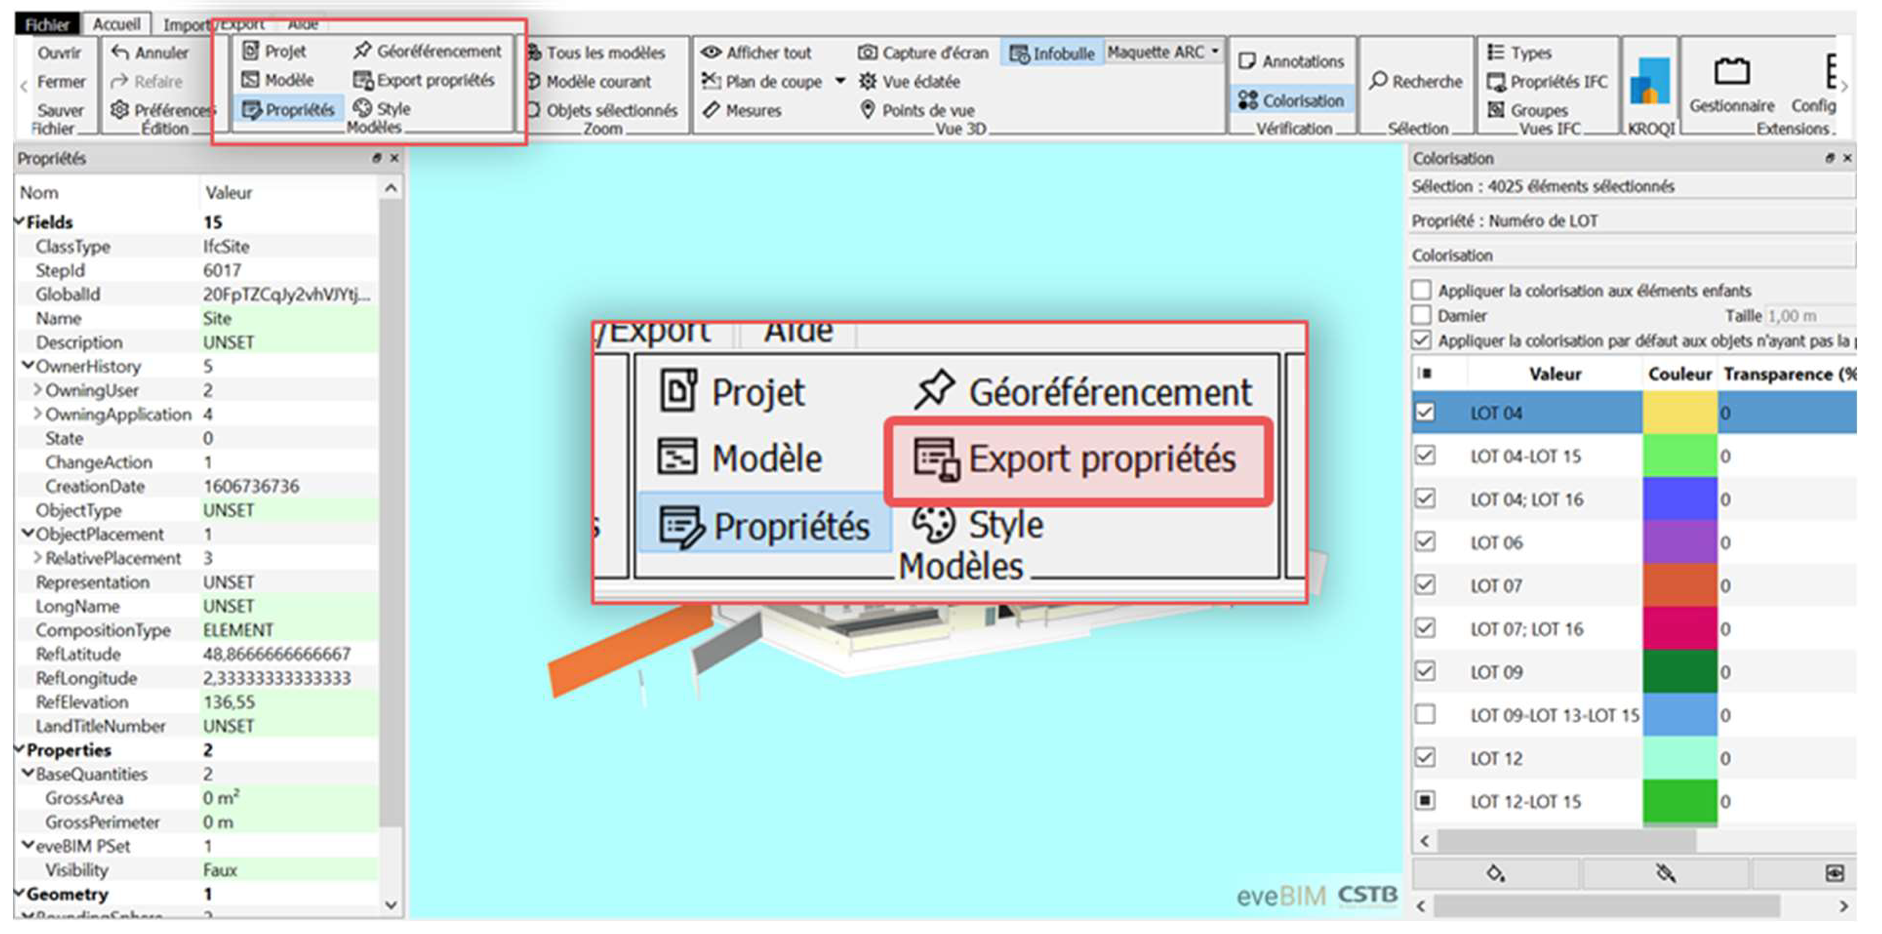 Fichier Accueil Import/Export Aide
Ouvrir Annuler Projet Géoréférencement Tous les modèles Afficher tout Capture d'écran Infobulle Maquette ARC Annotations Types
Fermer Refaire Modèle Export propriétés Modèle courant Plan de coupe Vue éclatée Recherche Propriétés IFC
Sauver Préférences Propriétés Style Objets sélectionnés Mesures Points de vue Colorisation Groupes Gestionnaire Config
Fichier Édition Modèles Zoom Vue 3D Vérification Sélection Vues IFC KROQI Extensions
Propriétés
Nom Valeur
Fields 15
ClassType IfcSite
StepId 6017
GlobalId 20FpTZCqJy2vhVJYtj...
Name Site
Description UNSET
OwnerHistory 5
OwningUser 2
OwningApplication 4
State 0
ChangeAction 1
CreationDate 1606736736
ObjectType UNSET
ObjectPlacement 1
RelativePlacement 3
Representation UNSET
LongName UNSET
CompositionType ELEMENT
RefLatitude 48,8666666666667
RefLongitude 2,33333333333333
RefElevation 136,55
LandTitleNumber UNSET
Properties 2
BaseQuantities 2
GrossArea 0 m²
GrossPerimeter 0 m
eveBIM PSet 1
Visibility Faux
Geometry 1
/Export Aide
Projet Géoréférencement
Modèle Export propriétés
s Propriétés Style
Modèles
eveBIM CSTB
Colorisation
Sélection : 4025 éléments sélectionnés
Propriété : Numéro de LOT
Colorisation
Appliquer la colorisation aux éléments enfants
Damier Taille 1,00 m
Appliquer la colorisation par défaut aux objets n'ayant pas la
Valeur Couleur Transparence (%
LOT 04 0
LOT 04-LOT 15 0
LOT 04; LOT 16 0
LOT 06 0
LOT 07 0
LOT 07; LOT 16 0
LOT 09 0
LOT 09-LOT 13-LOT 15 0
LOT 12 0
LOT 12-LOT 15 0